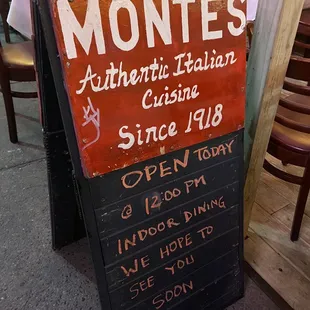 MONTES
Authentic Italian
Cuisine
Since 1918
OPEN TODAY
@ 12:00 PM
INDOOR DINING
WE HOPE TO
SEE YOU
SOON